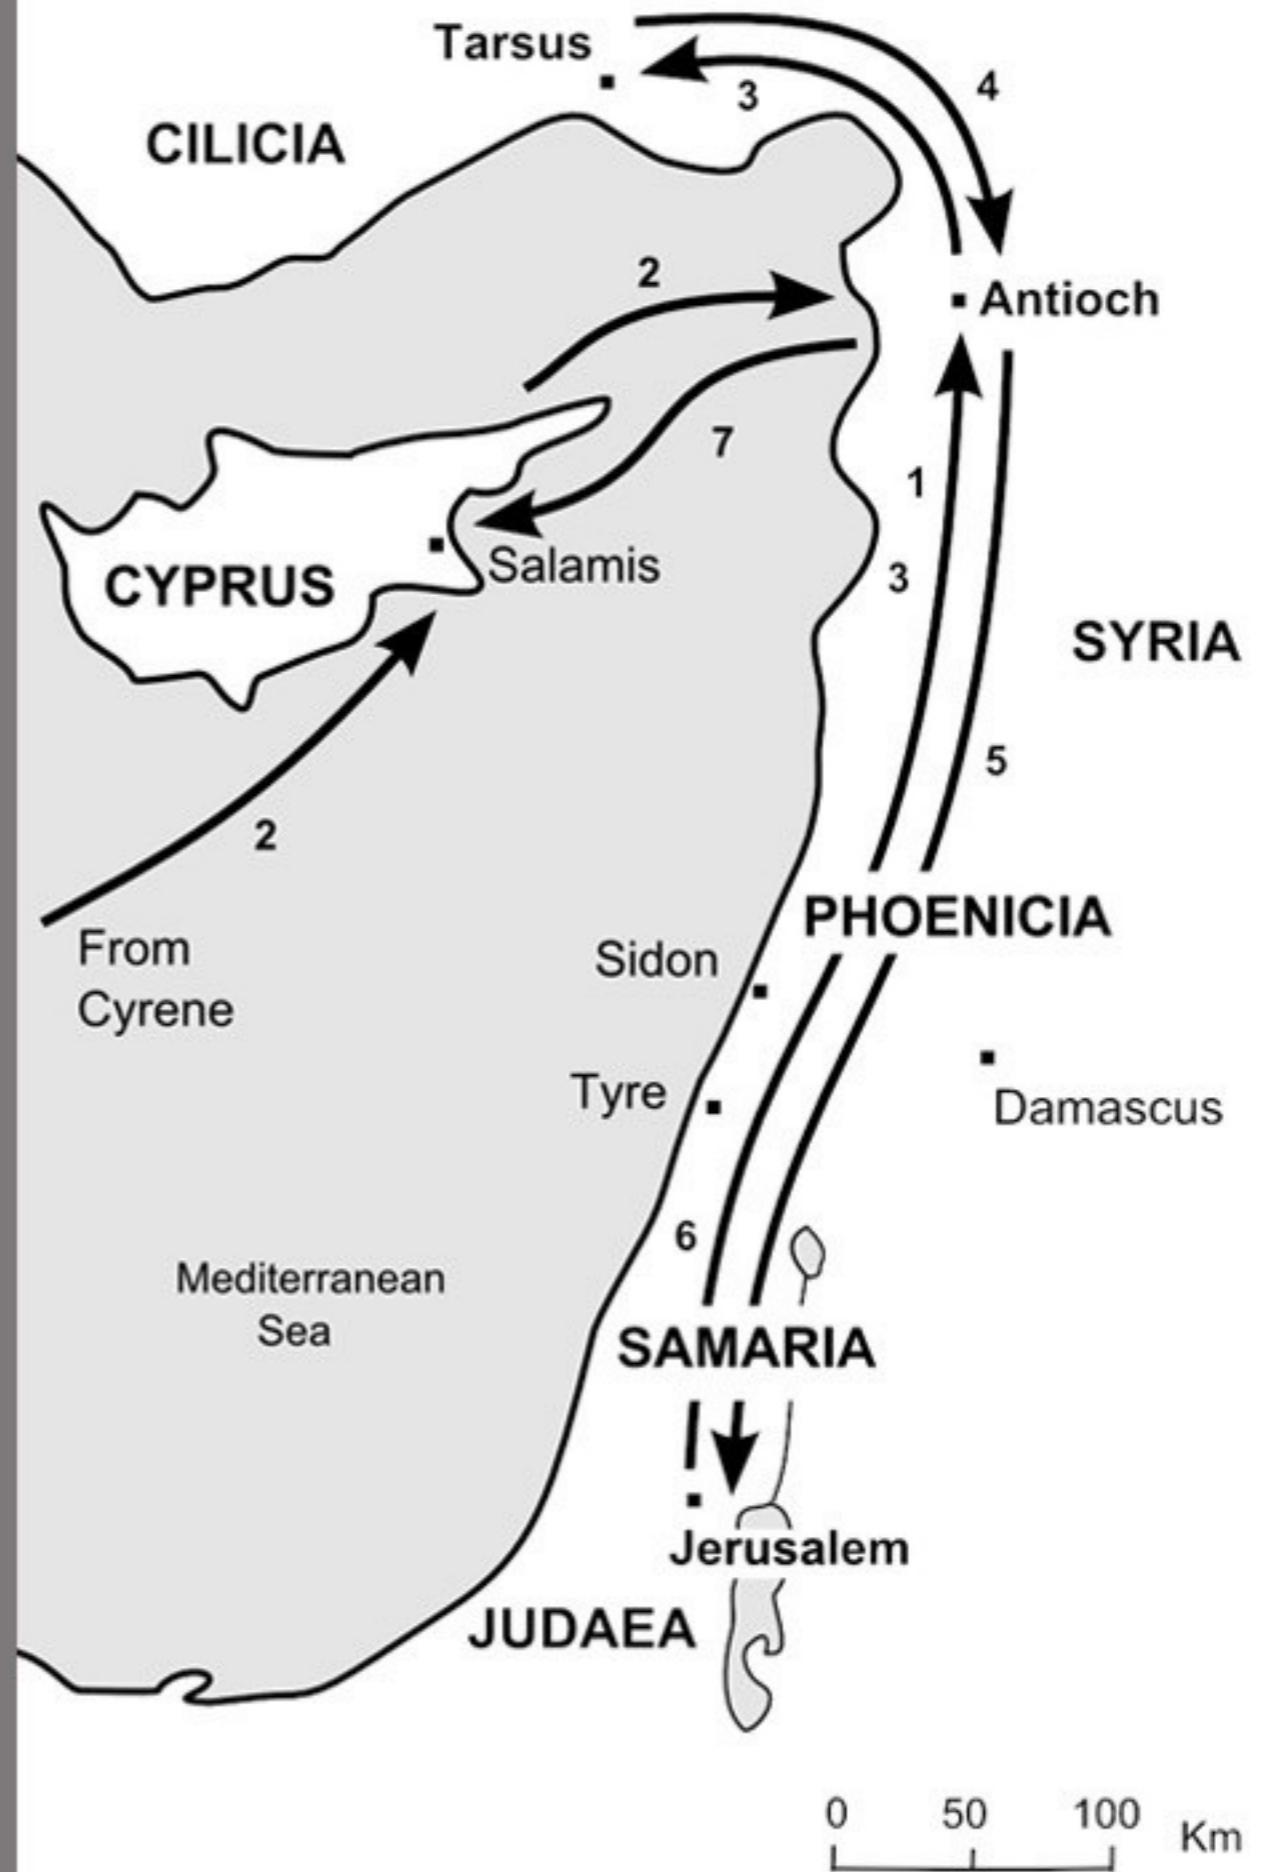 Tarsus
4
3
CILICIA
2
Antioch
7
1
Salamis
3
CYPRUS
SYRIA
5
2
PHOENICIA
From
Cyrene
Sidon
Tyre
Damascus
6
Mediterranean
Sea
SAMARIA
Jerusalem
JUDAEA
0 50 100 Km